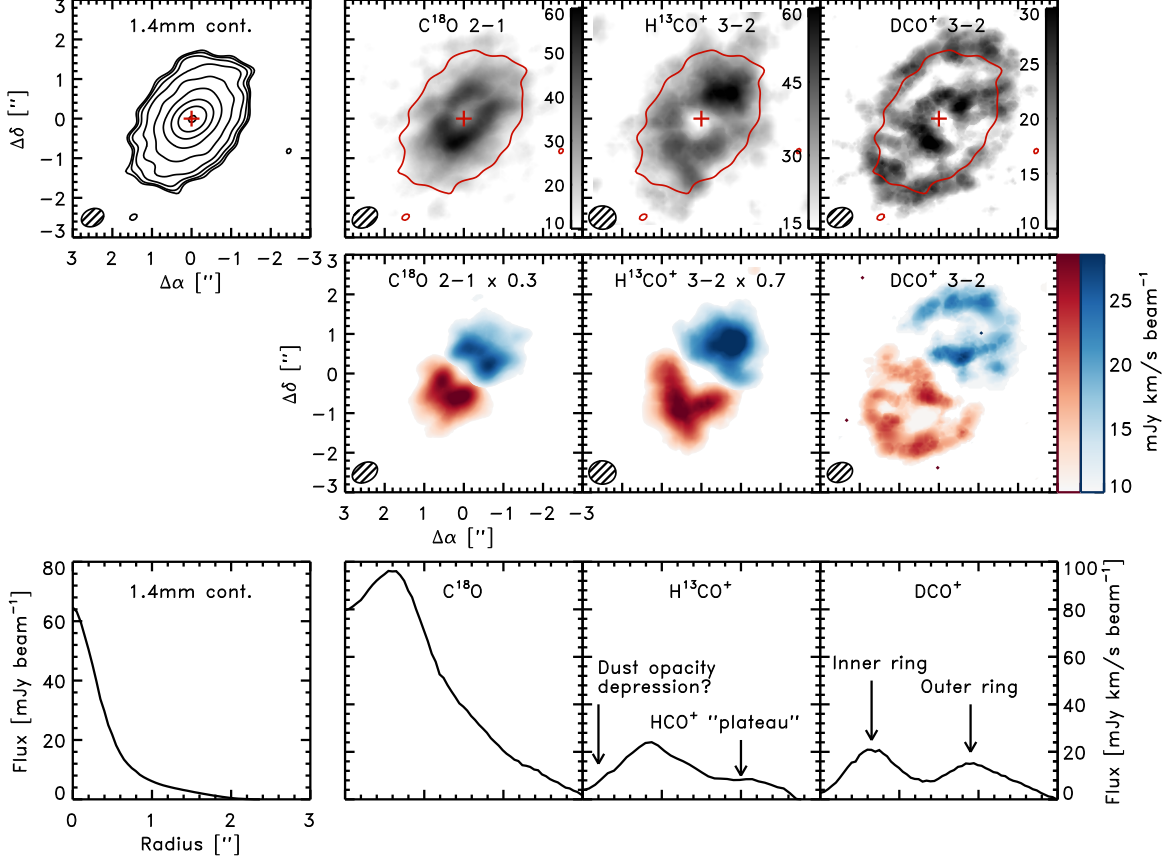 1.4mm cont.
C¹⁸O 2−1
H¹³CO⁺ 3−2
DCO⁺ 3−2
3
2
1
0
−1
−2
−3
Δδ ["]
60
50
40
30
20
10
60
45
30
15
30
25
20
15
10
3 2 1 0 −1 −2 −3
Δα ["]
C¹⁸O 2−1 x 0.3
H¹³CO⁺ 3−2 x 0.7
DCO⁺ 3−2
3
2
1
0
−1
−2
−3
Δδ ["]
25
20
15
10
mJy km/s beam⁻¹
3 2 1 0 −1 −2 −3
Δα ["]
1.4mm cont.
C¹⁸O
H¹³CO⁺
DCO⁺
80
60
40
20
0
Flux [mJy beam⁻¹]
Dust opacity
depression?
HCO⁺ "plateau"
Inner ring
Outer ring
100
80
60
40
20
0
Flux [mJy km/s beam⁻¹]
0 1 2 3
Radius ["]